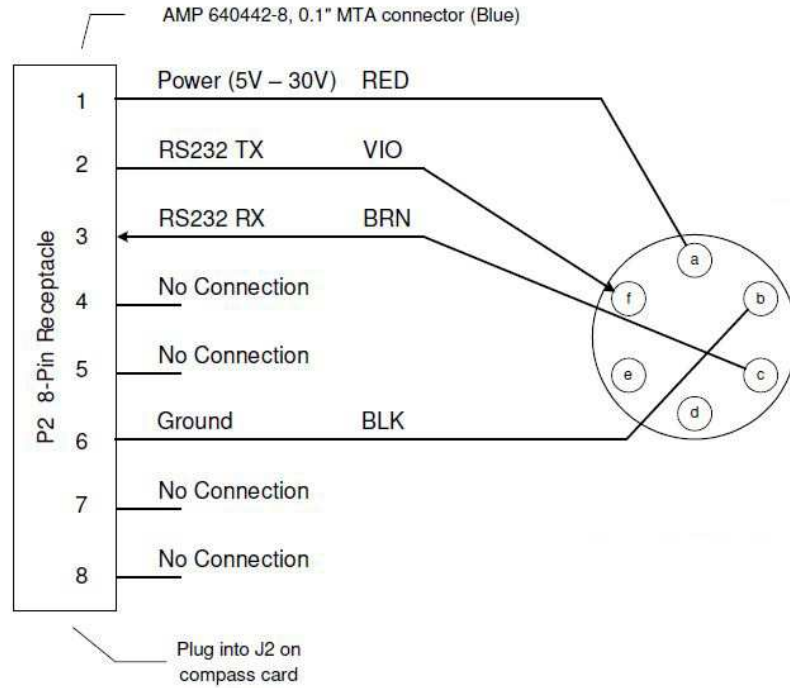 AMP 640442-8, 0.1" MTA connector (Blue)
P2 8-Pin Receptacle
1 Power (5V – 30V) RED
2 RS232 TX VIO
3 RS232 RX BRN
4 No Connection
5 No Connection
6 Ground BLK
7 No Connection
8 No Connection
a
f b
e c
d
Plug into J2 on
compass card